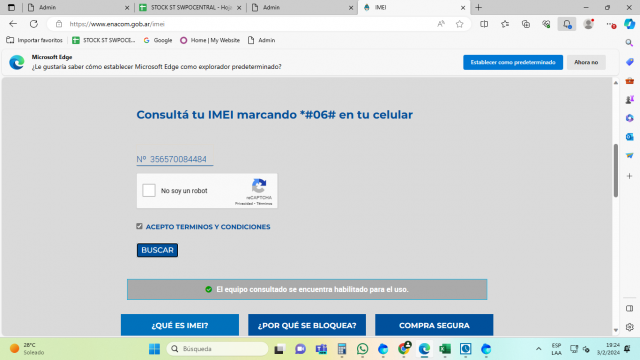 Admin
STOCK ST SWPOCENTRAL - Hoj
Admin
IMEI
https://www.enacom.gob.ar/imei
Importar favoritos
STOCK ST SWPOCE...
Google
Home | My Website
Admin
Microsoft Edge
¿Le gustaría saber cómo establecer Microsoft Edge como explorador predeterminado?
Establecer como predeterminado
Ahora no
Consultá tu IMEI marcando *#06# en tu celular
Nº 356570084484
No soy un robot
reCAPTCHA
Privacidad - Términos
ACEPTO TERMINOS Y CONDICIONES
BUSCAR
El equipo consultado se encuentra habilitado para el uso.
¿QUÉ ES IMEI?
¿POR QUÉ SE BLOQUEA?
COMPRA SEGURA
28°C
Soleado
Búsqueda
ESP
LAA
19:24
3/2/2024